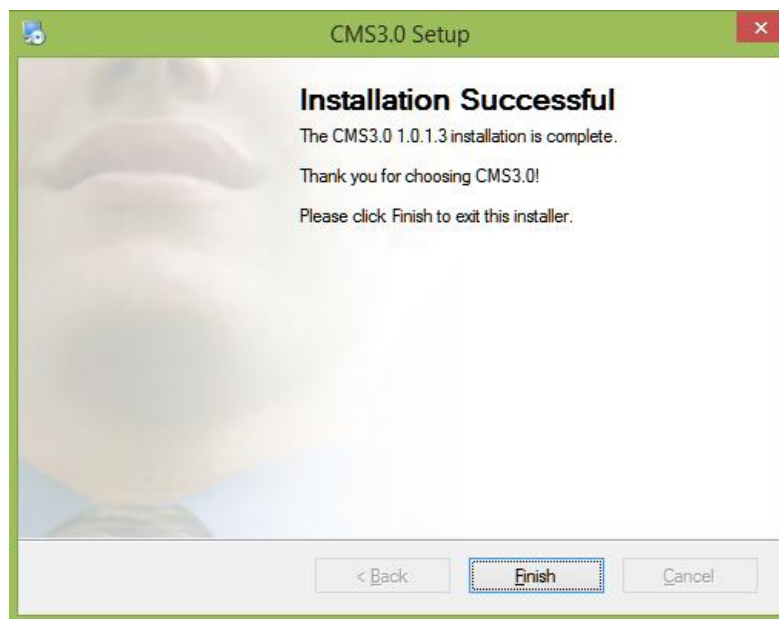 CMS3.0 Setup
Installation Successful
The CMS3.0 1.0.1.3 installation is complete.
Thank you for choosing CMS3.0!
Please click Finish to exit this installer.
< Back
Finish
Cancel